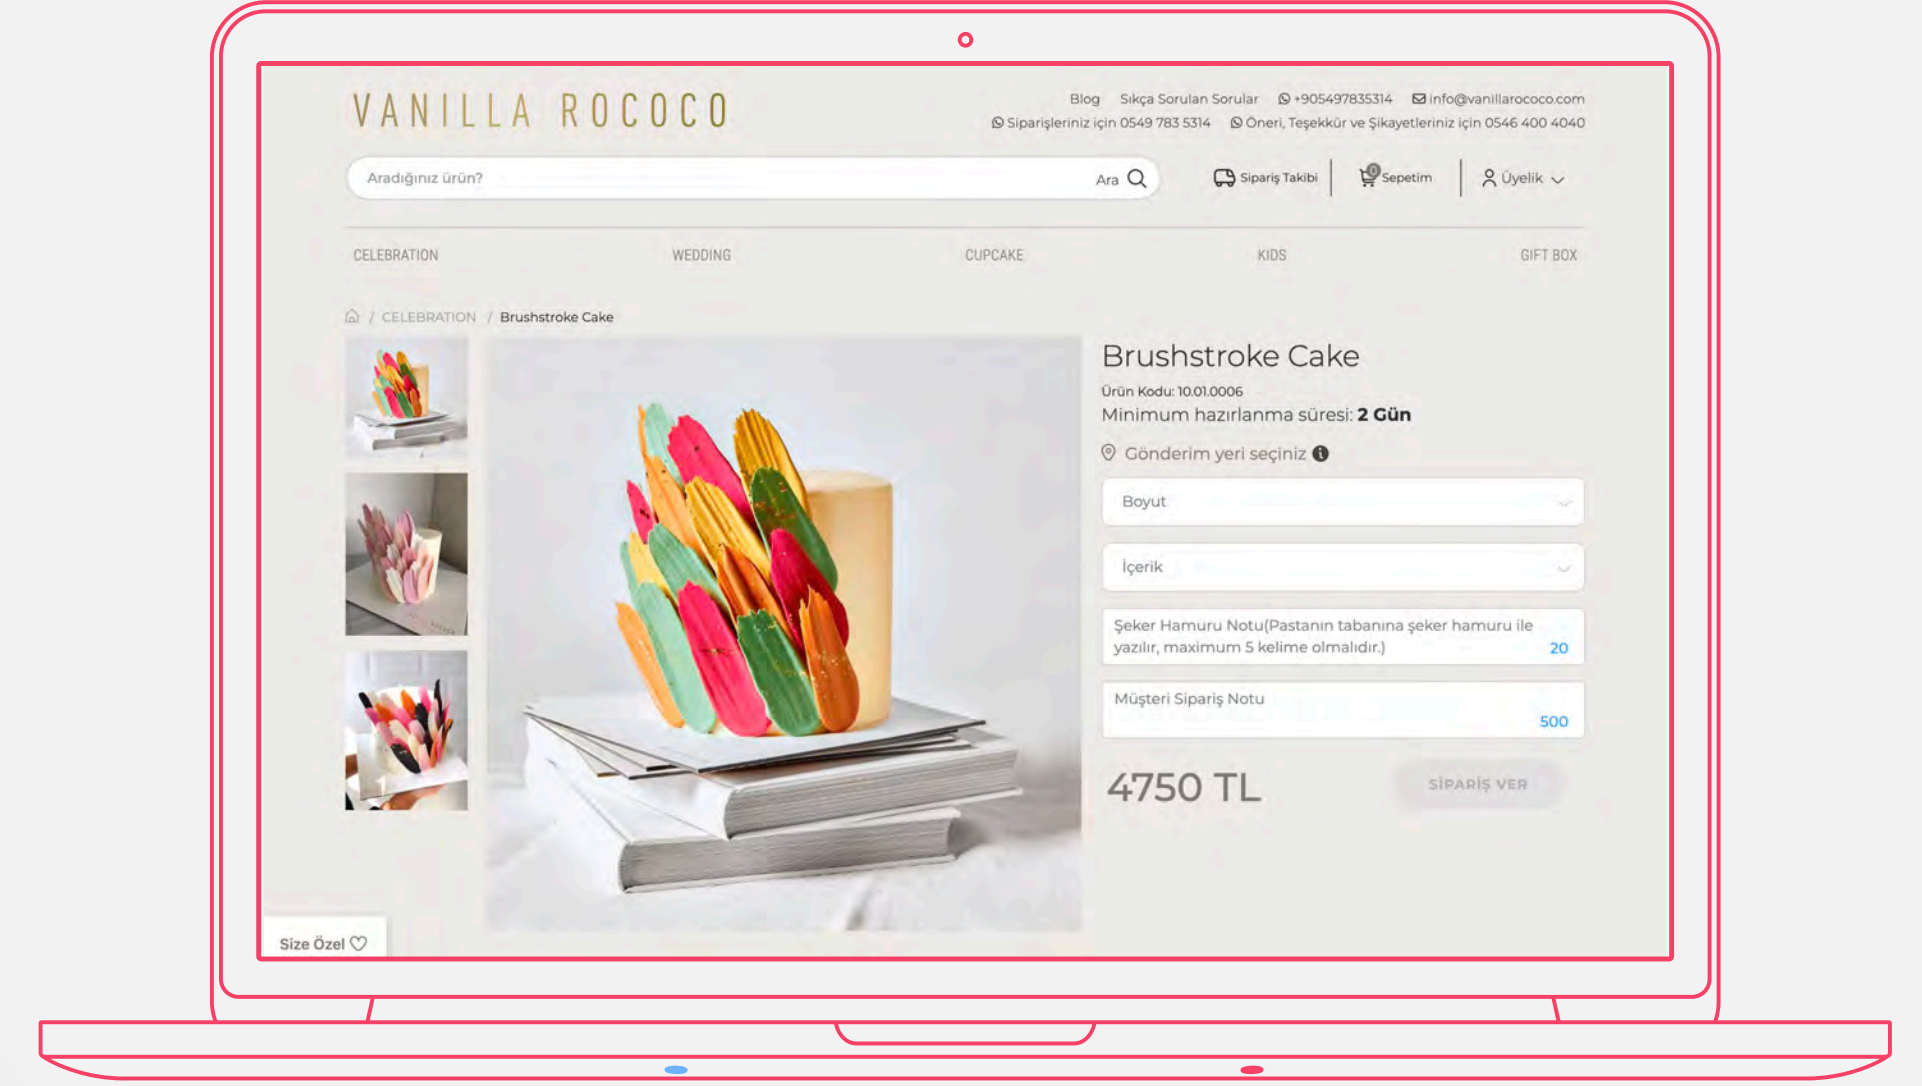 VANILLA ROCOCO
Blog Sıkça Sorulan Sorular +905497835314 info@vanillarococo.com
Siparişleriniz için 0549 783 5314 Öneri, Teşekkür ve Şikayetleriniz için 0546 400 4040
Aradığınız ürün? Ara
Sipariş Takibi
0 Sepetim
Üyelik
CELEBRATION WEDDING CUPCAKE KIDS GIFT BOX
/ CELEBRATION / Brushstroke Cake
Brushstroke Cake
Ürün Kodu: 10.01.0006
Minimum hazırlanma süresi: 2 Gün
Gönderim yeri seçiniz
Boyut
İçerik
Şeker Hamuru Notu(Pastanın tabanına şeker hamuru ile
yazılır, maximum 5 kelime olmalıdır.)
20
Müşteri Sipariş Notu
500
4750 TL
SİPARİŞ VER
Size Özel